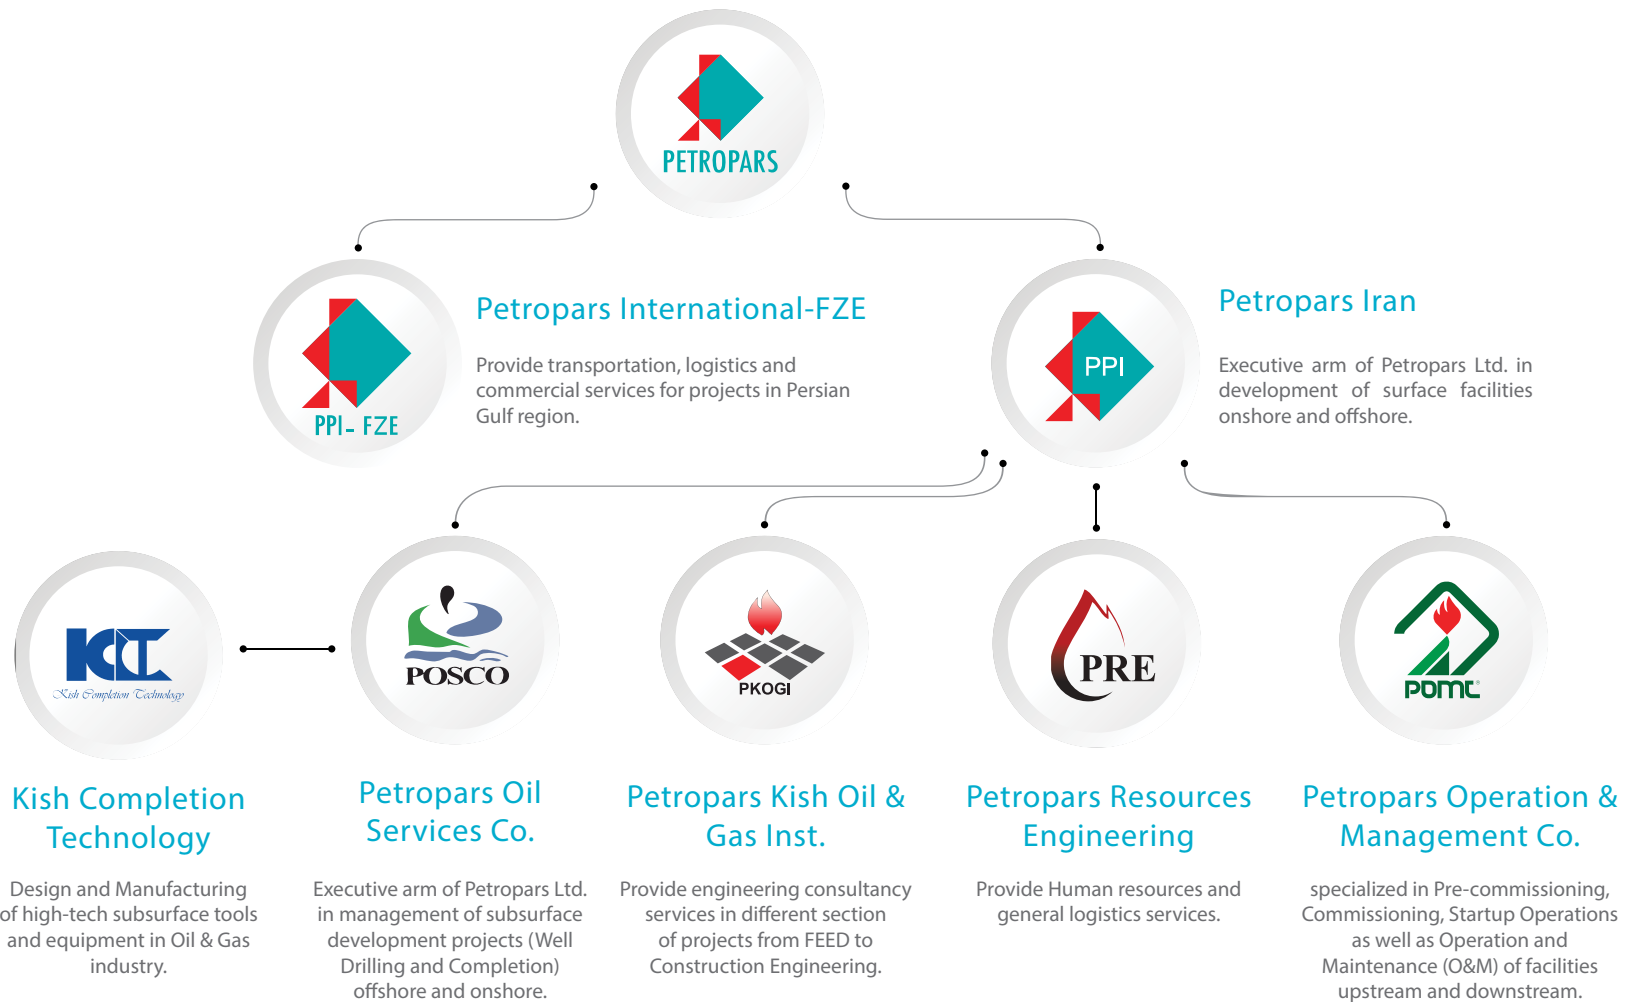 PETROPARS
PPI- FZE
Petropars International-FZE
Provide transportation, logistics and
commercial services for projects in Persian
Gulf region.
PPI
Petropars Iran
Executive arm of Petropars Ltd. in
development of surface facilities
onshore and offshore.
KCT
Kish Completion Technology
POSCO
PKOGI
PRE
POMC
Kish Completion
Technology
Design and Manufacturing
of high-tech subsurface tools
and equipment in Oil & Gas
industry.
Petropars Oil
Services Co.
Executive arm of Petropars Ltd.
in management of subsurface
development projects (Well
Drilling and Completion)
offshore and onshore.
Petropars Kish Oil &
Gas Inst.
Provide engineering consultancy
services in different section
of projects from FEED to
Construction Engineering.
Petropars Resources
Engineering
Provide Human resources and
general logistics services.
Petropars Operation &
Management Co.
specialized in Pre-commissioning,
Commissioning, Startup Operations
as well as Operation and
Maintenance (O&M) of facilities
upstream and downstream.